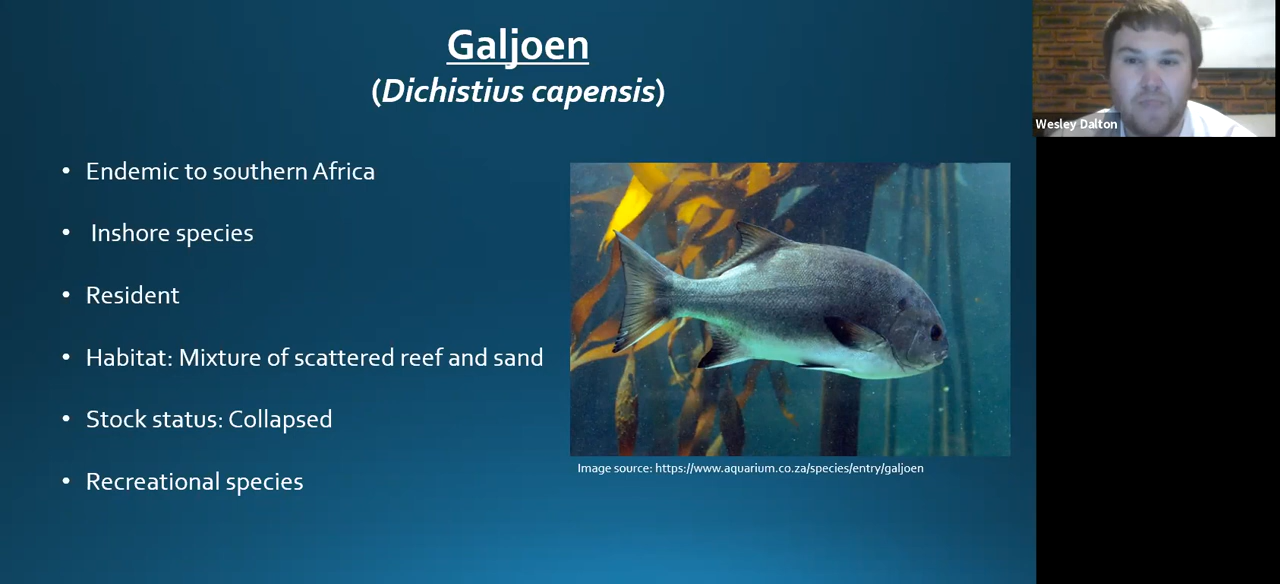 Galjoen
(Dichistius capensis)
Wesley Dalton
• Endemic to southern Africa
• Inshore species
• Resident
• Habitat: Mixture of scattered reef and sand
• Stock status: Collapsed
• Recreational species
Image source: https://www.aquarium.co.za/species/entry/galjoen